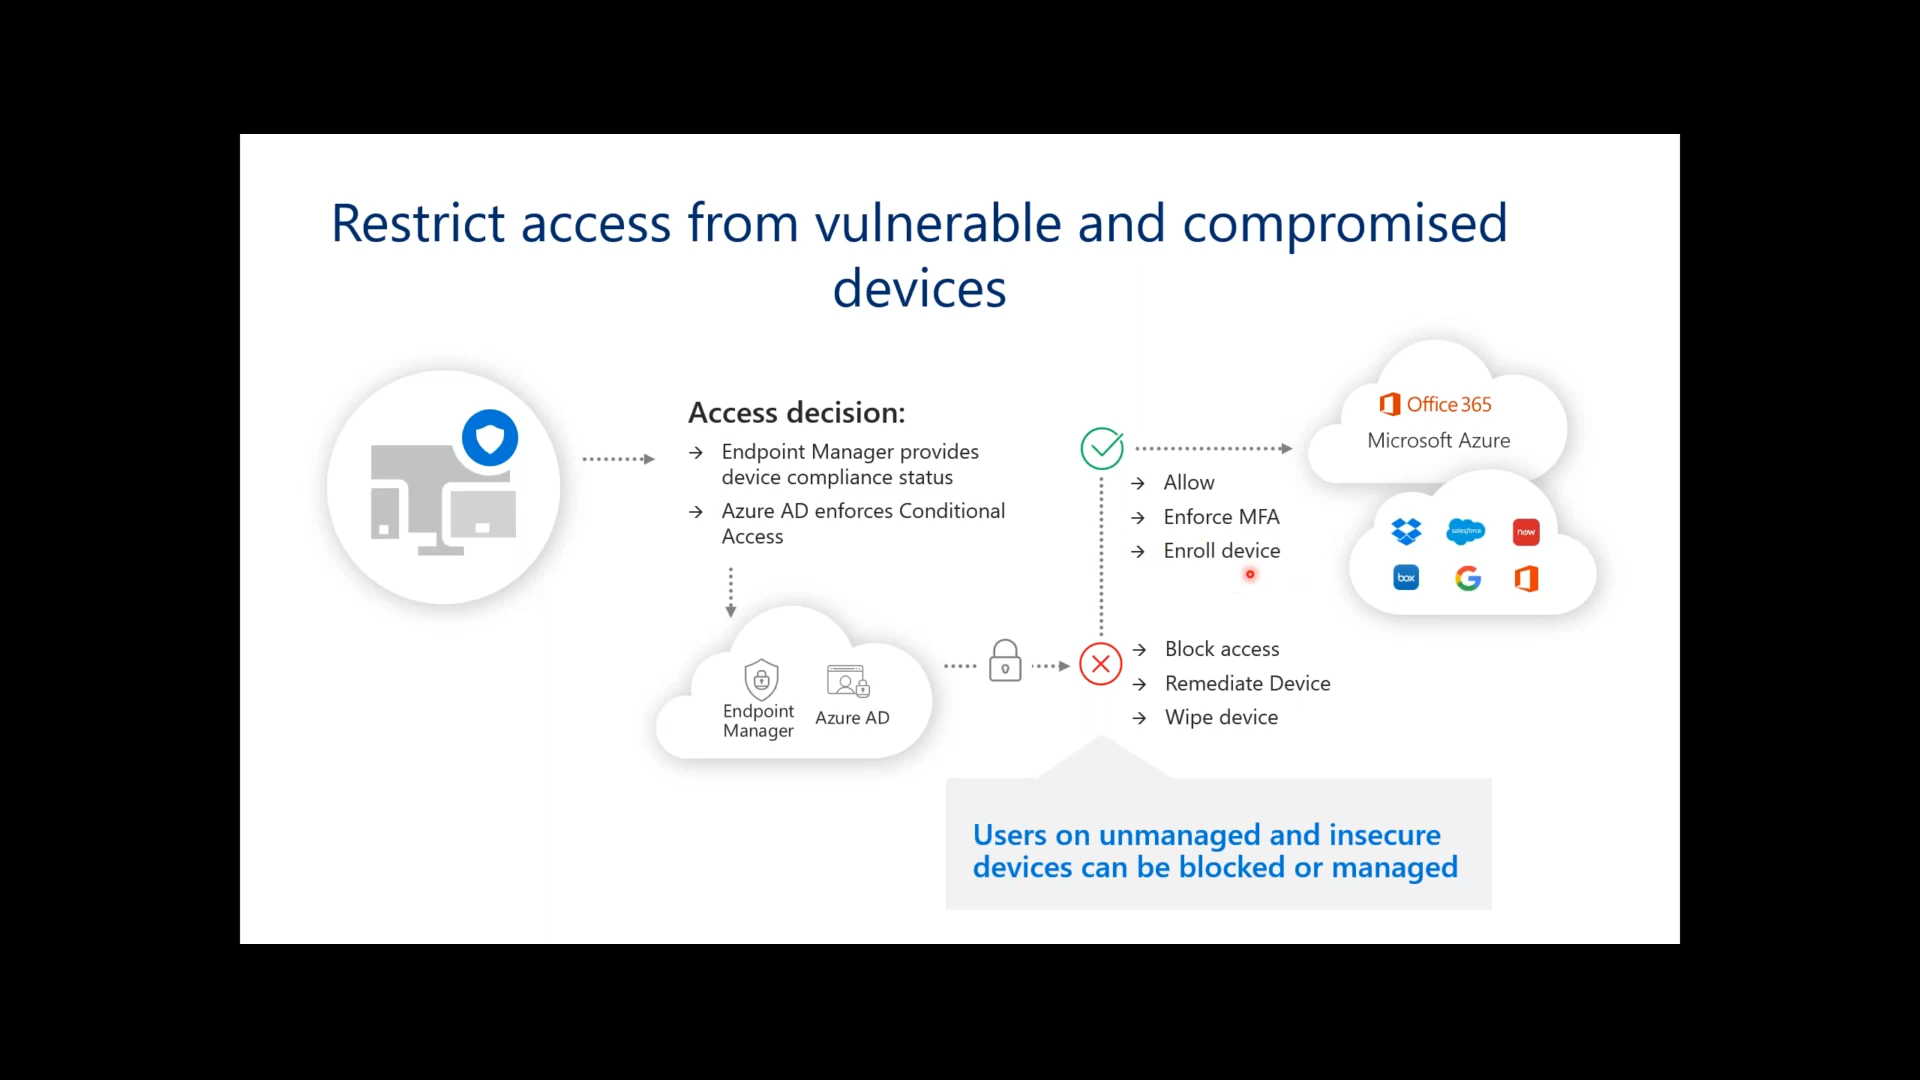 Restrict access from vulnerable and compromised
devices
Access decision:
→ Endpoint Manager provides
device compliance status
→ Azure AD enforces Conditional
Access
Endpoint
Manager
Azure AD
→ Allow
→ Enforce MFA
→ Enroll device
→ Block access
→ Remediate Device
→ Wipe device
Office 365
Microsoft Azure
salesforce
now
box
Users on unmanaged and insecure
devices can be blocked or managed